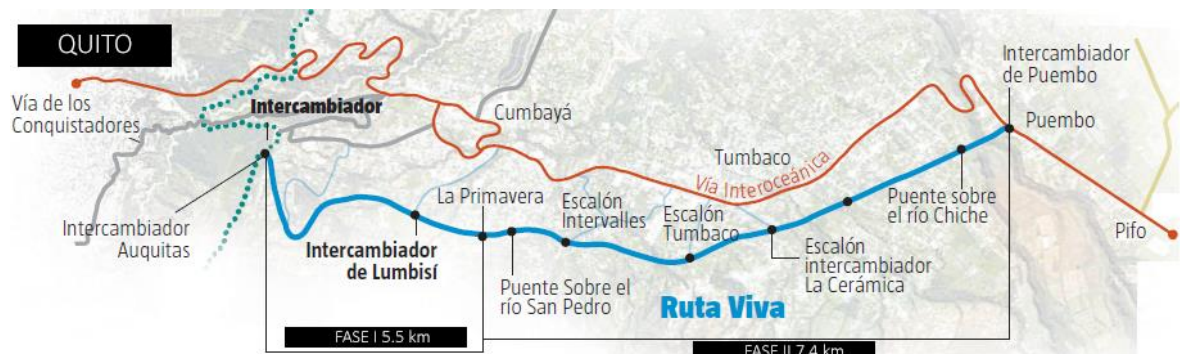 QUITO
Vía de los
Conquistadores
Intercambiador
Intercambiador
Auquitas
Cumbayá
La Primavera
Intercambiador
de Lumbisí
Escalón
Intervalles
Puente Sobre el
río San Pedro
Tumbaco
Vía Interoceánica
Escalón
Tumbaco
Ruta Viva
Escalón
intercambiador
La Cerámica
Puente sobre
el río Chiche
Intercambiador
de Puembo
Puembo
Pifo
FASE I 5.5 km
FASE II 7.4 km